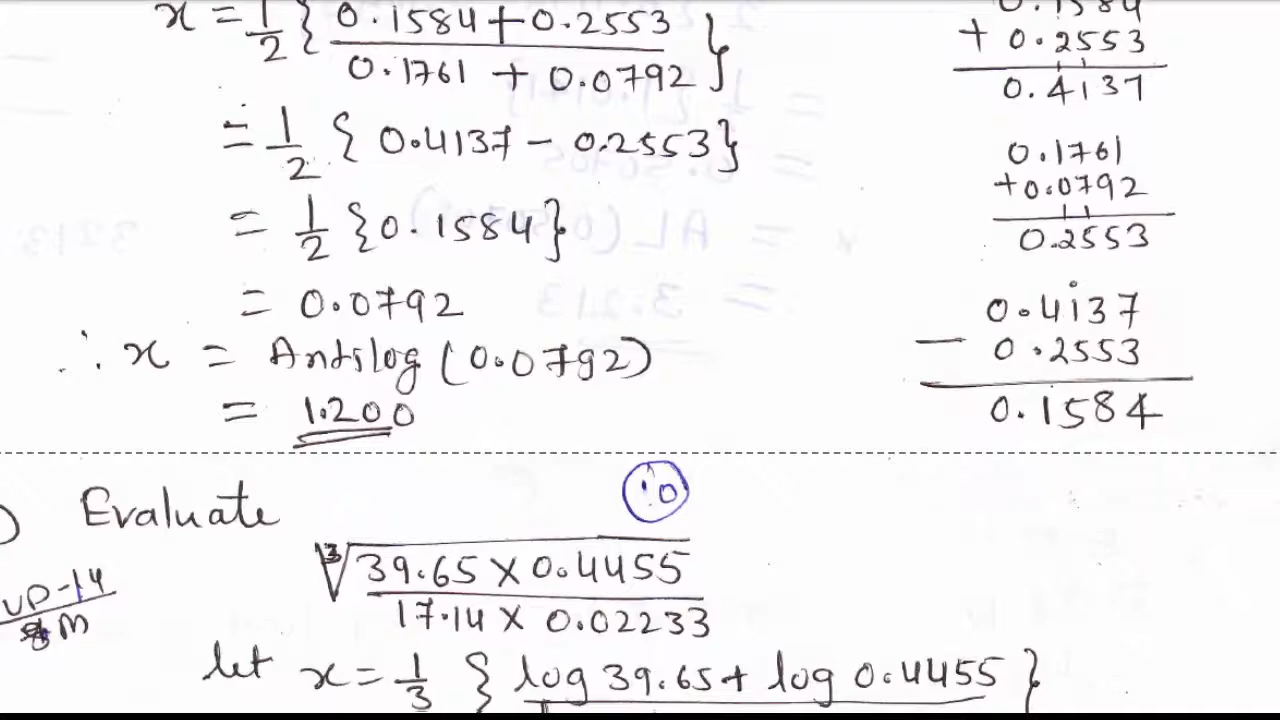 x = 1/2 { 0.1584 + 0.2553 / 0.1761 + 0.0792 }
= 1/2 { 0.4137 - 0.2553 }
= 1/2 { 0.1584 }
= 0.0792
∴ x = Antilog (0.0792)
= 1.200
0.1584
+ 0.2553
0.4137
0.1761
+0.0792
0.2553
0.4137
- 0.2553
0.1584
Evaluate
10
∛ 39.65 × 0.4455 / 17.14 × 0.02233
let x = 1/3 { log 39.65 + log 0.4455 }